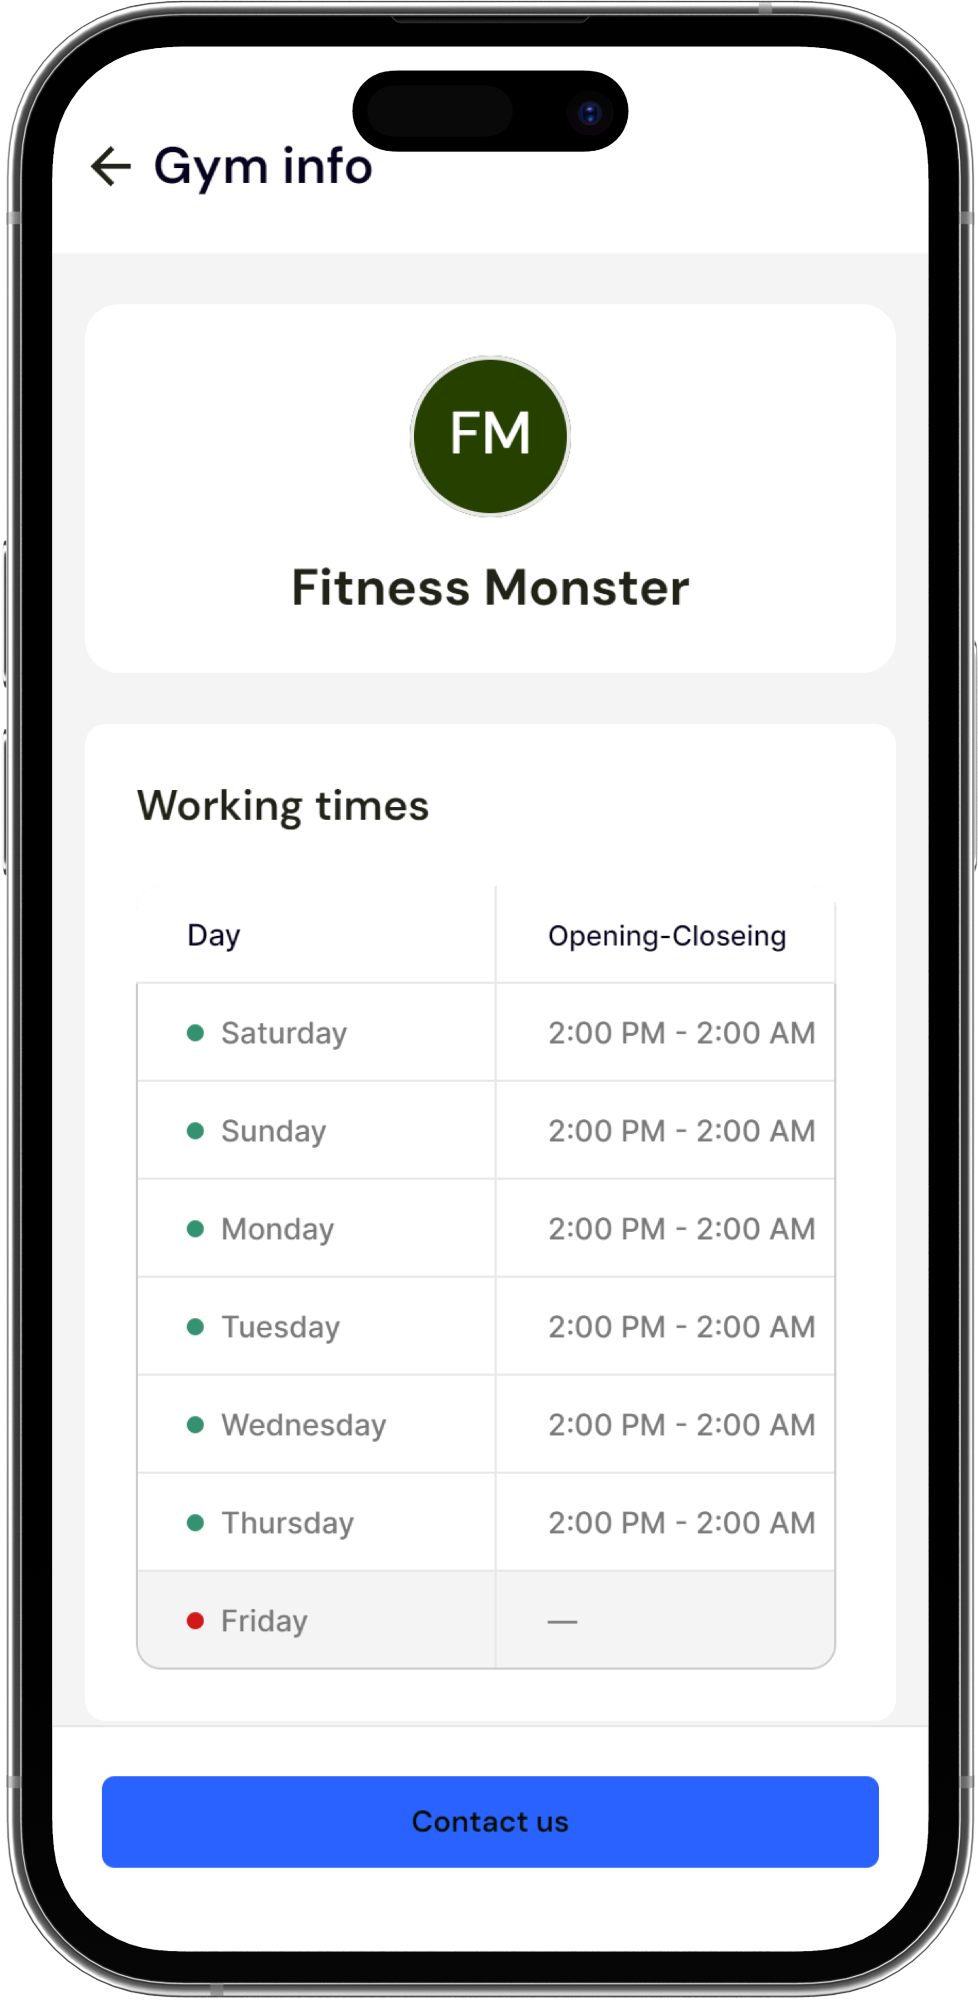 Gym info
FM
Fitness Monster
Working times
Day Opening-Closeing
Saturday 2:00 PM - 2:00 AM
Sunday 2:00 PM - 2:00 AM
Monday 2:00 PM - 2:00 AM
Tuesday 2:00 PM - 2:00 AM
Wednesday 2:00 PM - 2:00 AM
Thursday 2:00 PM - 2:00 AM
Friday —
Contact us